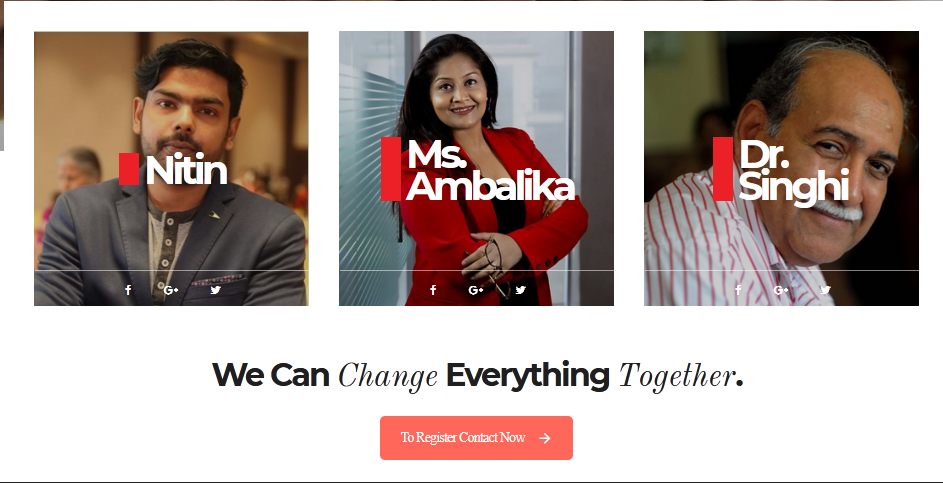 Nitin
Ms.
Ambalika
Dr.
Singhi
We Can Change Everything Together.
To Register Contact Now